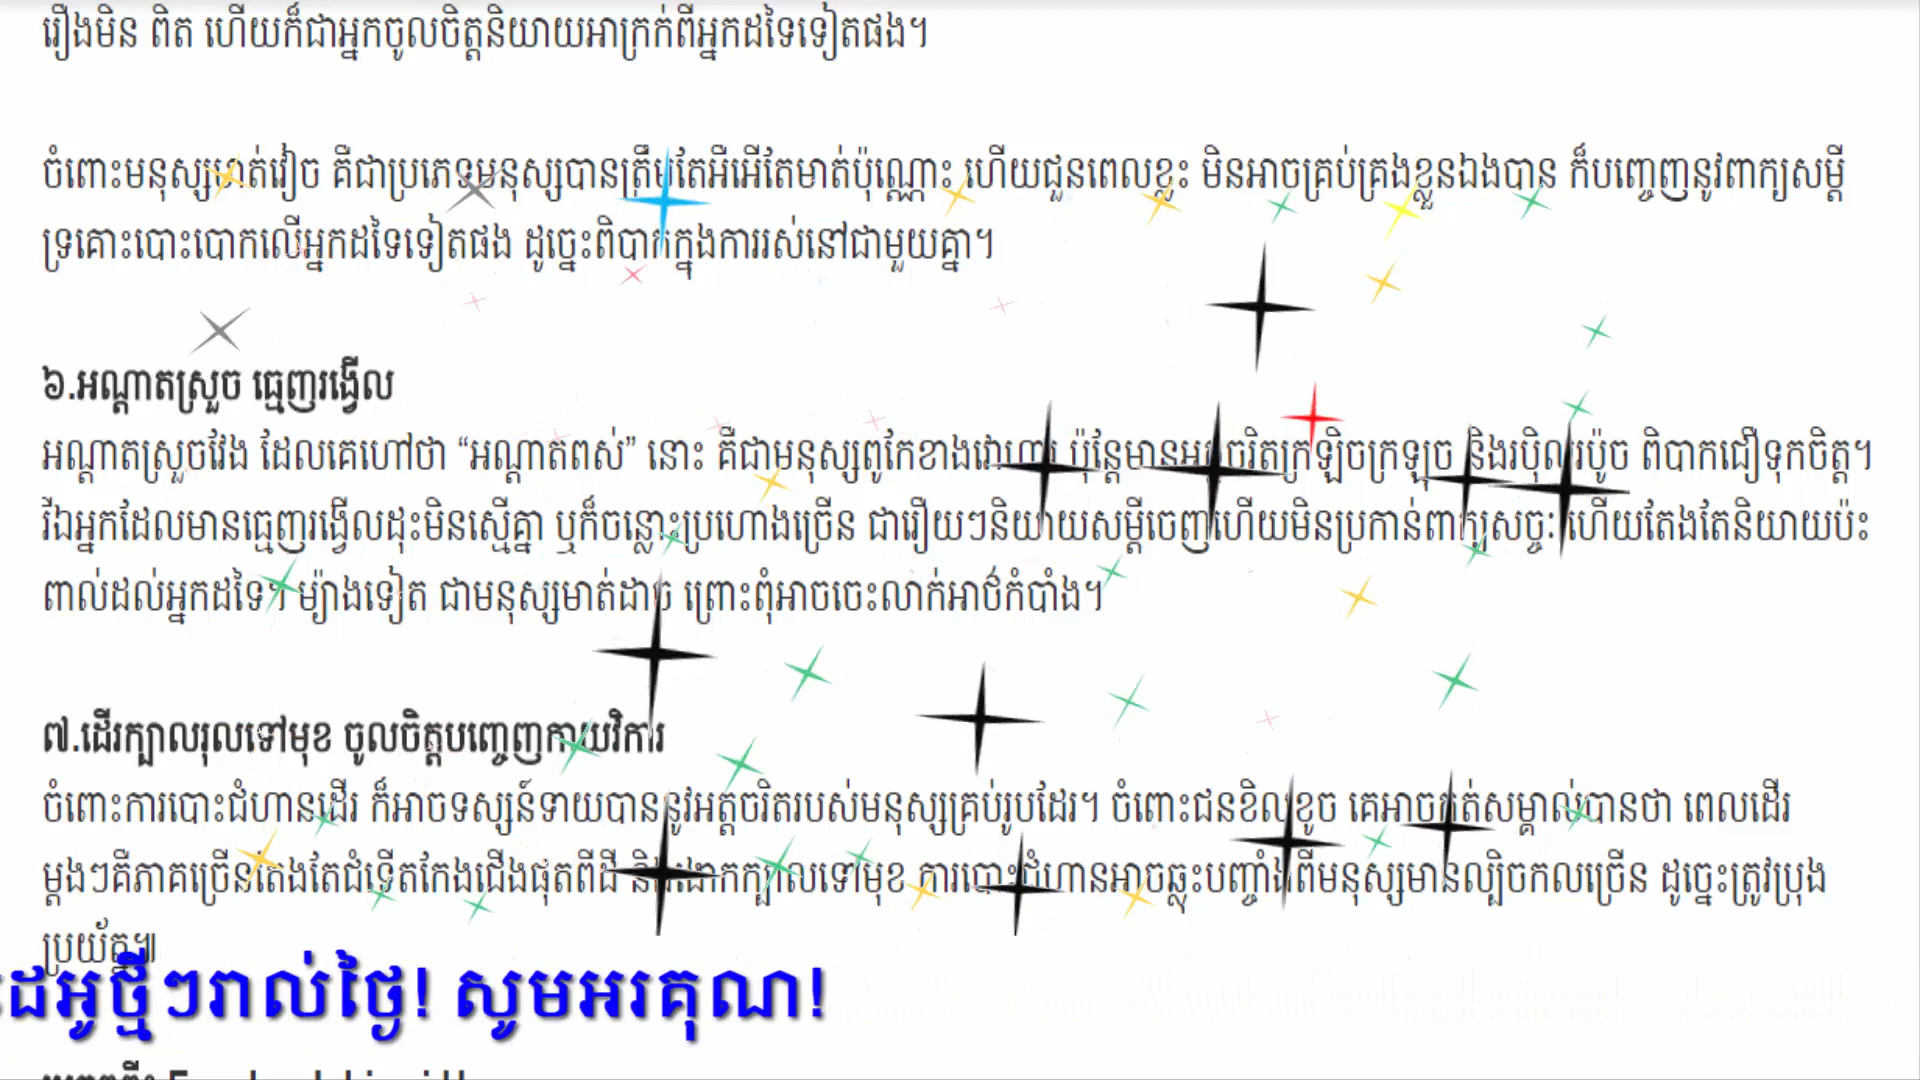 រឿងមិន ពិត ហើយក៏ជាអ្នកចូលចិត្តនិយាយអាក្រក់ពីអ្នកដទៃទៀតផង។
ចំពោះមនុស្សមាត់វៀច គឺជាប្រភេទមនុស្សបានត្រឹមតែអីអើតែមាត់ប៉ុណ្ណោះ ហើយជួនពេលខ្លះ មិនអាចគ្រប់គ្រងខ្លួនឯងបាន ក៏បញ្ចេញនូវពាក្យសម្ដី
ទ្រគោះបោះបោកលើអ្នកដទៃទៀតផង ដូច្នេះពិបាកក្នុងការរស់នៅជាមួយគ្នា។
៦.អណ្ដាតស្រួច ធ្មេញរង្វើល
អណ្ដាតស្រួចវែង ដែលគេហៅថា “អណ្ដាតពស់” នោះ គឺជាមនុស្សពូកែខាងវោហារ ប៉ុន្តែមានអត្តចរិតក្រឡិចក្រឡុច និងរប៉ិលរប៉ូច ពិបាកជឿទុកចិត្ត។
រីឯអ្នកដែលមានធ្មេញរង្វើលដុះមិនស្មើគ្នា ឬក៏ចន្លោះប្រហោងច្រើន ជារឿយៗនិយាយសម្ដីចេញហើយមិនប្រកាន់ពាក្យសច្ចៈ ហើយតែងតែនិយាយប៉ះ
ពាល់ដល់អ្នកដទៃ។ ម្យ៉ាងទៀត ជាមនុស្សមាត់ដាច ព្រោះពុំអាចចេះលាក់អាថ៌កំបាំង។
៧.ដើរក្បាលរុលទៅមុខ ចូលចិត្តបញ្ចេញកាយវិការ
ចំពោះការបោះជំហានដើរ ក៏អាចទស្សន៍ទាយបាននូវអត្តចរិតរបស់មនុស្សគ្រប់រូបដែរ។ ចំពោះជនខិលខូច គេអាចកត់សម្គាល់បានថា ពេលដើរ
ម្ដងៗគឺភាគច្រើនតែងតែជំទើតកែងជើងផុតពីដី និងងោកក្បាលទៅមុខ ការបោះជំហានអាចឆ្លុះបញ្ចាំងពីមនុស្សមានល្បិចកលច្រើន ដូច្នេះត្រូវប្រុង
ប្រយ័ត្ន៕
ដេអូថ្មីៗរាល់ថ្ងៃ! សូមអរគុណ!